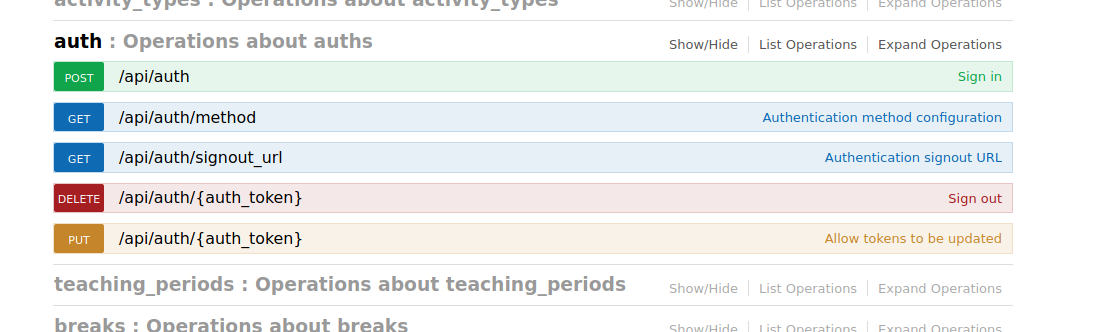 activity_types : Operations about activity_types Show/Hide List Operations Expand Operations
auth : Operations about auths Show/Hide List Operations Expand Operations
POST /api/auth Sign in
GET /api/auth/method Authentication method configuration
GET /api/auth/signout_url Authentication signout URL
DELETE /api/auth/{auth_token} Sign out
PUT /api/auth/{auth_token} Allow tokens to be updated
teaching_periods : Operations about teaching_periods Show/Hide List Operations Expand Operations
breaks : Operations about breaks Show/Hide List Operations Expand Operations